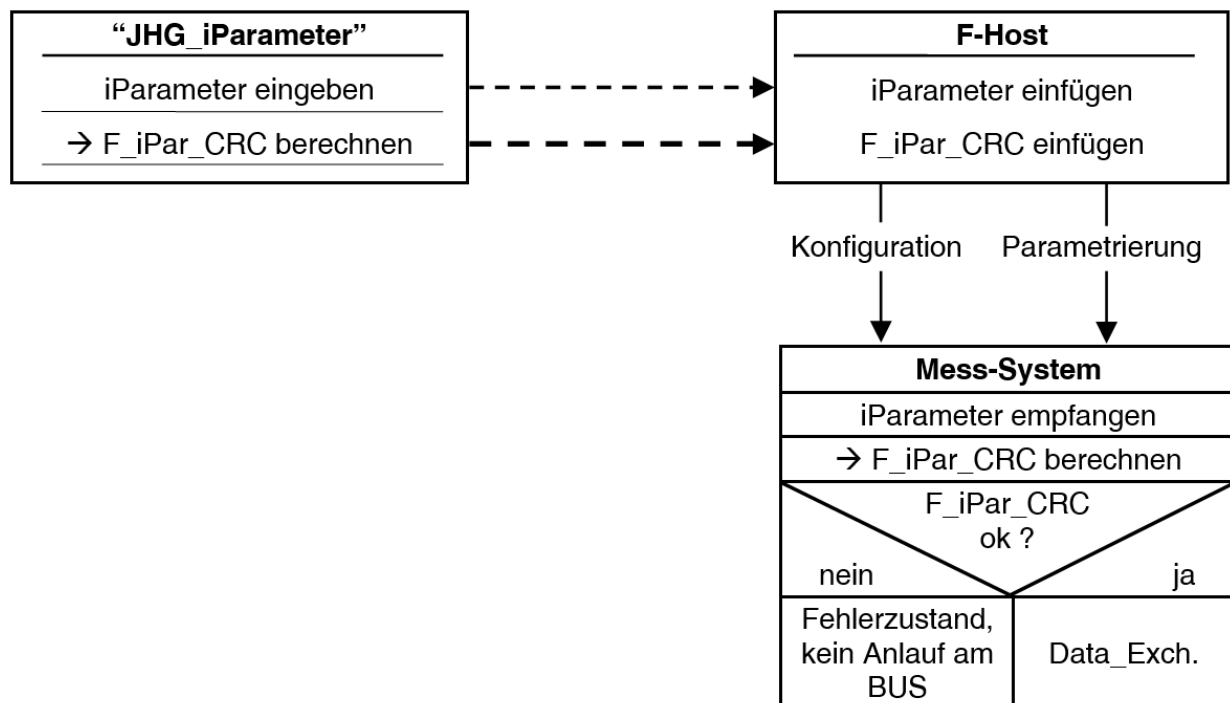 “JHG_iParameter”
iParameter eingeben
→ F_iPar_CRC berechnen
F-Host
iParameter einfügen
F_iPar_CRC einfügen
Konfiguration
Parametrierung
Mess-System
iParameter empfangen
→ F_iPar_CRC berechnen
F_iPar_CRC
ok ?
nein
ja
Fehlerzustand,
kein Anlauf am
BUS
Data_Exch.